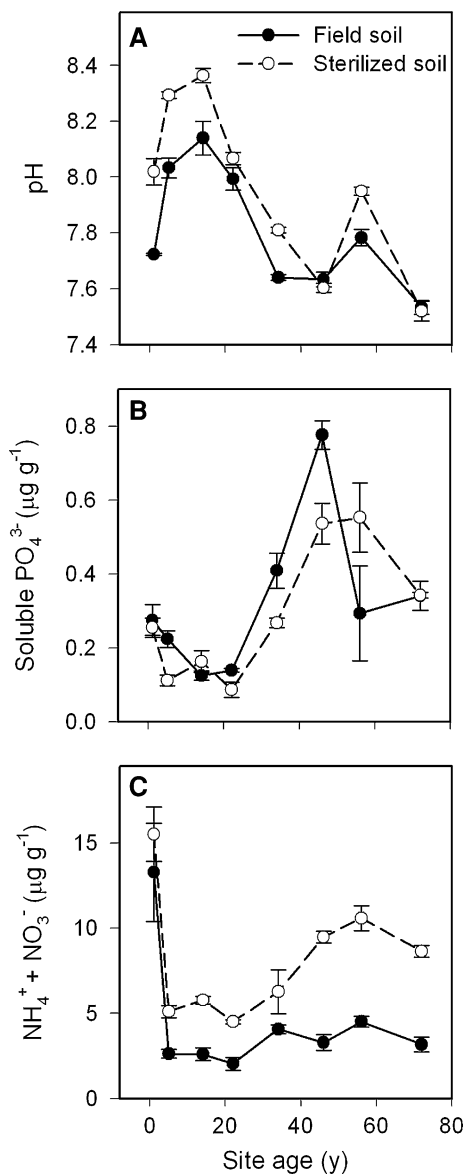 A
Field soil
Sterilized soil
8.4
8.2
8.0
7.8
7.6
7.4
pH
B
0.8
0.6
0.4
0.2
0.0
Soluble PO₄³⁻ (µg g⁻¹)
C
15
10
5
0
NH₄⁺ + NO₃⁻ (µg g⁻¹)
0 20 40 60 80
Site age (y)